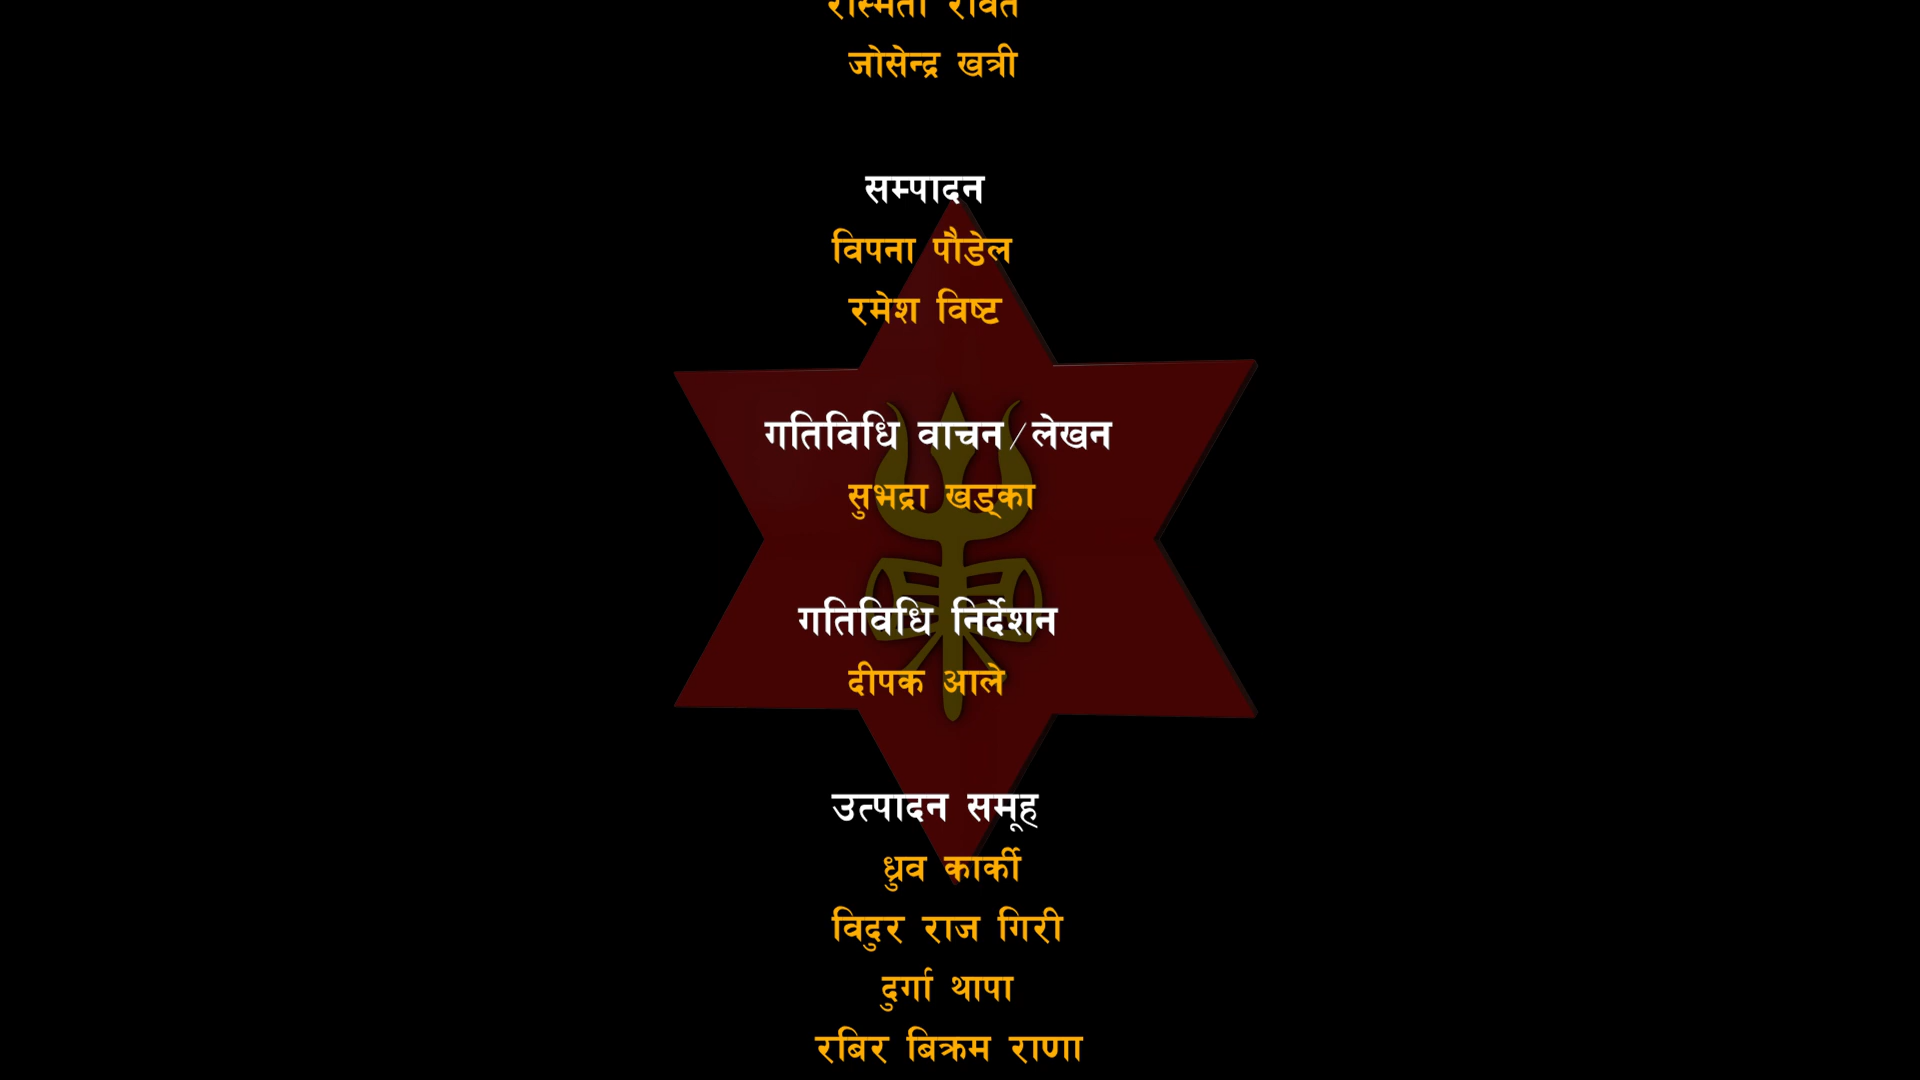 जोसेन्द्र खत्री
सम्पादन
विपना पौडेल
रमेश विष्ट
गतिविधि वाचन/लेखन
सुभद्रा खड्का
गतिविधि निर्देशन
दीपक आले
उत्पादन समूह
ध्रुव कार्की
विदुर राज गिरी
दुर्गा थापा
रबिर बिक्रम राणा